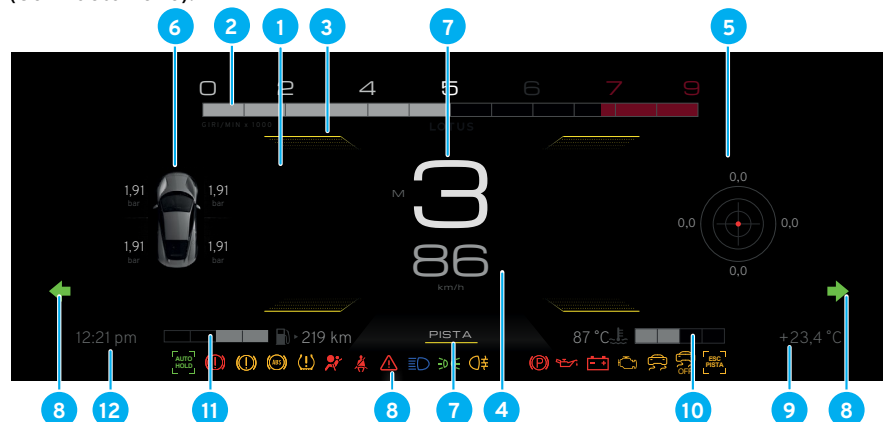 6 2 1 3 7 5
0 2 4 5 6 7 9
GIRI/MIN x 1000 LOTUS
M 3
1,91 bar 1,91 bar
1,91 bar 1,91 bar
0,0
0,0 0,0
0,0
86
km/h
12:21 pm 219 km PISTA 87 °C +23,4 °C
AUTO HOLD ABS P OFF ESC PISTA
8 12 11 8 7 4 10 9 8